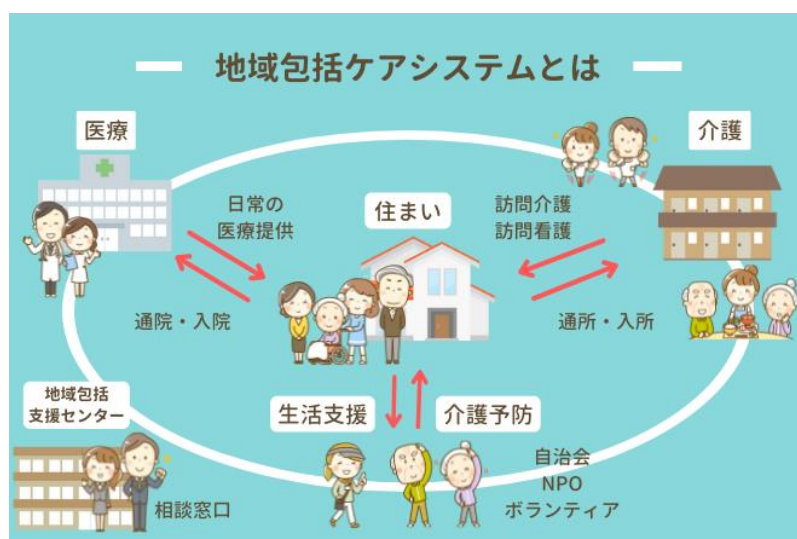 地域包括ケアシステムとは
医療
介護
日常の
医療提供
住まい
訪問介護
訪問看護
通院・入院
通所・入所
地域包括
支援センター
生活支援
介護予防
相談窓口
自治会
NPO
ボランティア